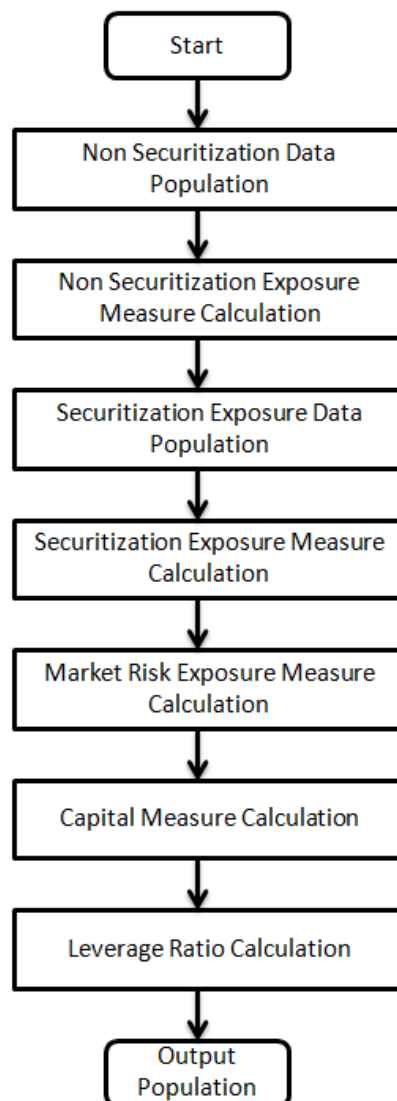 Start
Non Securitization Data
Population
Non Securitization Exposure
Measure Calculation
Securitization Exposure Data
Population
Securitization Exposure Measure
Calculation
Market Risk Exposure Measure
Calculation
Capital Measure Calculation
Leverage Ratio Calculation
Output
Population